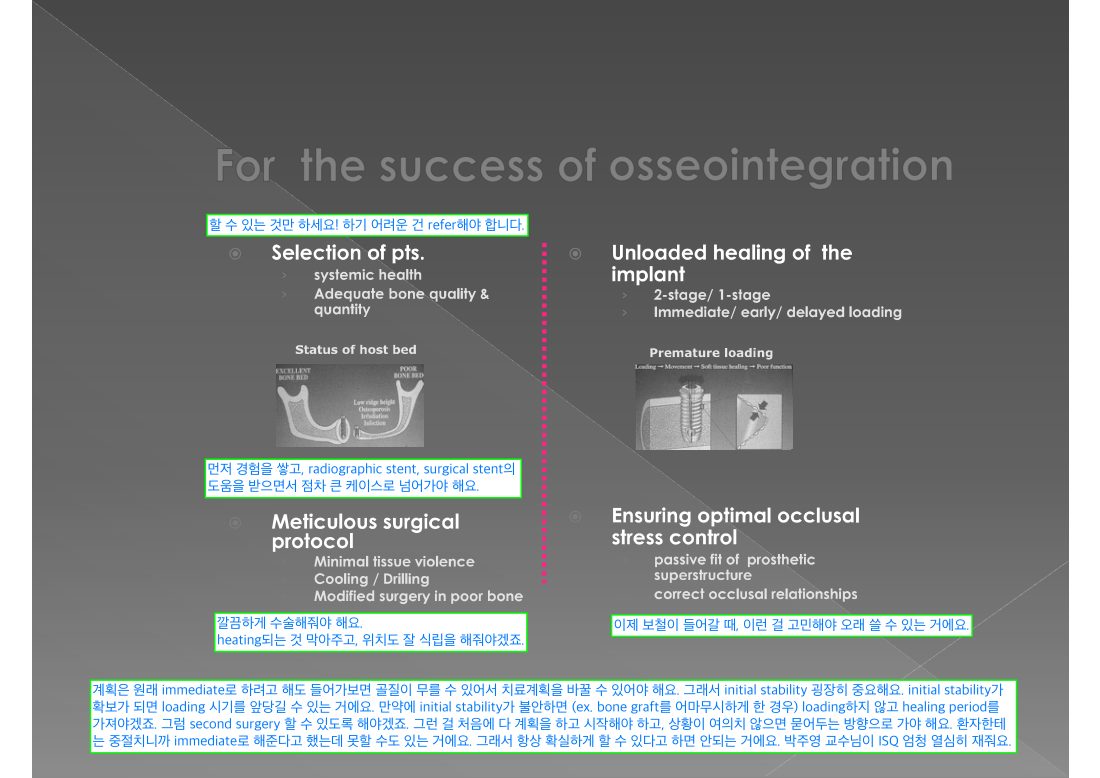 For the success of osseointegration
할 수 있는 것만 하세요! 하기 어려운 건 refer해야 합니다.
Selection of pts.
systemic health
Adequate bone quality &
quantity
Status of host bed
EXCELLENT
BONE BED
POOR
BONE BED
Low ridge height
Osteoporosis
Irradiation
Infection
먼저 경험을 쌓고, radiographic stent, surgical stent의
도움을 받으면서 점차 큰 케이스로 넘어가야 해요.
Meticulous surgical
protocol
Minimal tissue violence
Cooling / Drilling
Modified surgery in poor bone
깔끔하게 수술해줘야 해요.
heating되는 것 막아주고, 위치도 잘 식립을 해줘야겠죠.
Unloaded healing of the
implant
2-stage/ 1-stage
Immediate/ early/ delayed loading
Premature loading
Loading → Movement → Soft tissue healing → Poor function
Ensuring optimal occlusal
stress control
passive fit of prosthetic
superstructure
correct occlusal relationships
이제 보철이 들어갈 때, 이런 걸 고민해야 오래 쓸 수 있는 거에요.
계획은 원래 immediate로 하려고 해도 들어가보면 골질이 무를 수 있어서 치료계획을 바꿀 수 있어야 해요. 그래서 initial stability 굉장히 중요해요. initial stability가
확보가 되면 loading 시기를 앞당길 수 있는 거에요. 만약에 initial stability가 불안하면 (ex. bone graft를 어마무시하게 한 경우) loading하지 않고 healing period를
가져야겠죠. 그럼 second surgery 할 수 있도록 해야겠죠. 그런 걸 처음에 다 계획을 하고 시작해야 하고, 상황이 여의치 않으면 묻어두는 방향으로 가야 해요. 환자한테
는 중절치니까 immediate로 해준다고 했는데 못할 수도 있는 거에요. 그래서 항상 확실하게 할 수 있다고 하면 안되는 거에요. 박주영 교수님이 ISQ 엄청 열심히 재줘요.